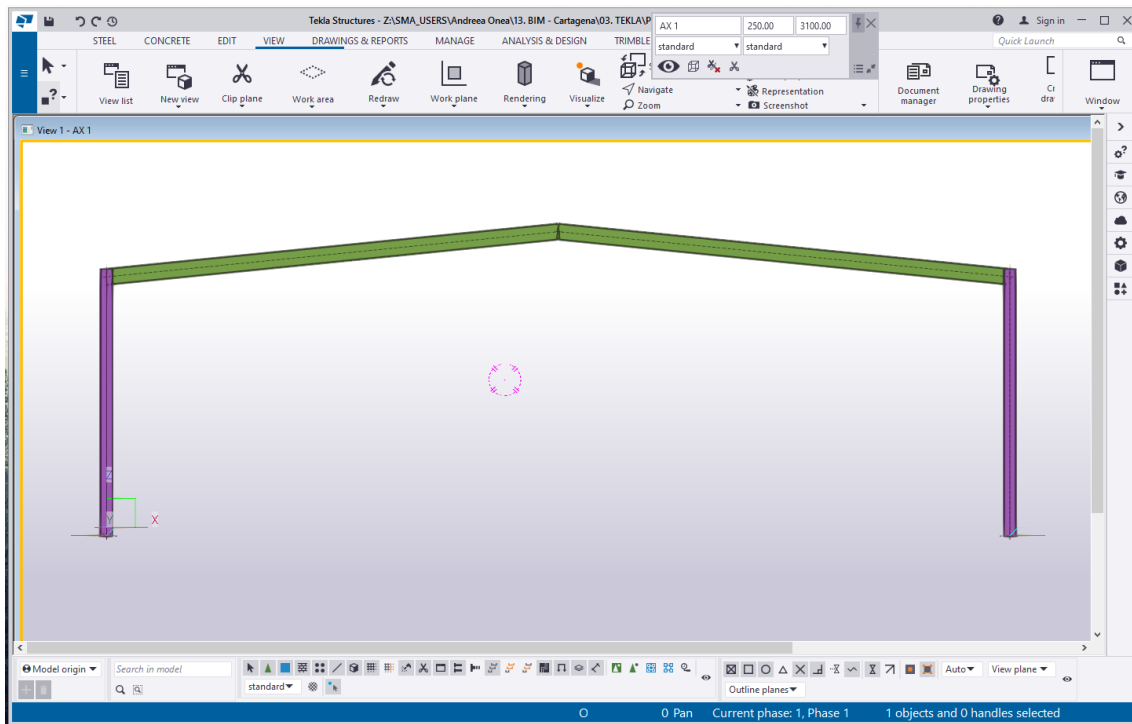 Tekla Structures - Z:\SMA_USERS\Andreea Onea\13. BIM - Cartagena\03. TEKLA\P
Sign in
AX 1 250.00 3100.00
standard standard
STEEL CONCRETE EDIT VIEW DRAWINGS & REPORTS MANAGE ANALYSIS & DESIGN TRIMBLE
Quick Launch
View list New view Clip plane Work area Redraw Work plane Rendering Visualize
Navigate
Zoom
Representation
Screenshot
Document manager
Drawing properties
Window
View 1 - AX 1
Z
Y X
Model origin
Search in model
standard
Auto
View plane
Outline planes
O 0 Pan Current phase: 1, Phase 1 1 objects and 0 handles selected